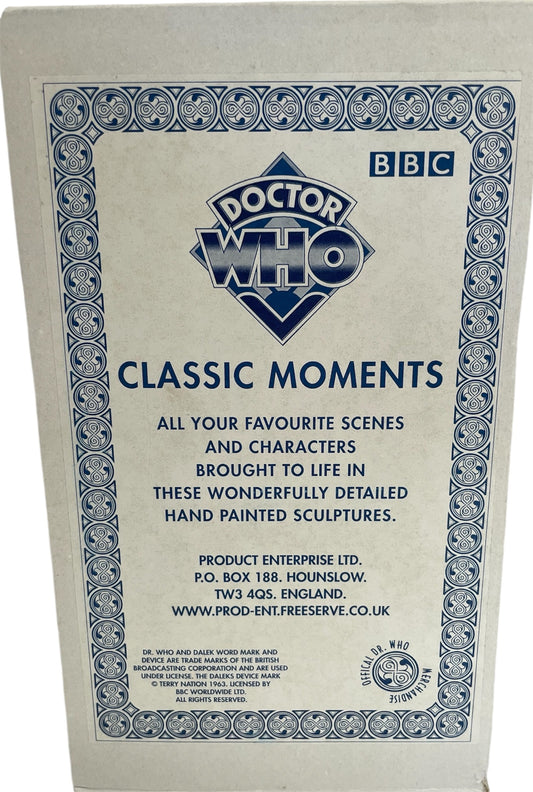 BBC
DOCTOR
WHO
CLASSIC MOMENTS
ALL YOUR FAVOURITE SCENES
AND CHARACTERS
BROUGHT TO LIFE IN
THESE WONDERFULLY DETAILED
HAND PAINTED SCULPTURES.
PRODUCT ENTERPRISE LTD.
P.O. BOX 188. HOUNSLOW.
TW3 4QS. ENGLAND.
WWW.PROD-ENT.FREESERVE.CO.UK
DR. WHO AND DALEK WORD MARK AND
DEVICE ARE TRADE MARKS OF THE BRITISH
BROADCASTING CORPORATION AND ARE USED
UNDER LICENSE. THE DALEKS DEVICE MARK
© TERRY NATION 1963. LICENSED BY
BBC WORLDWIDE LTD.
ALL RIGHTS RESERVED.
OFFICAL DR. WHO
MERCHANDISE